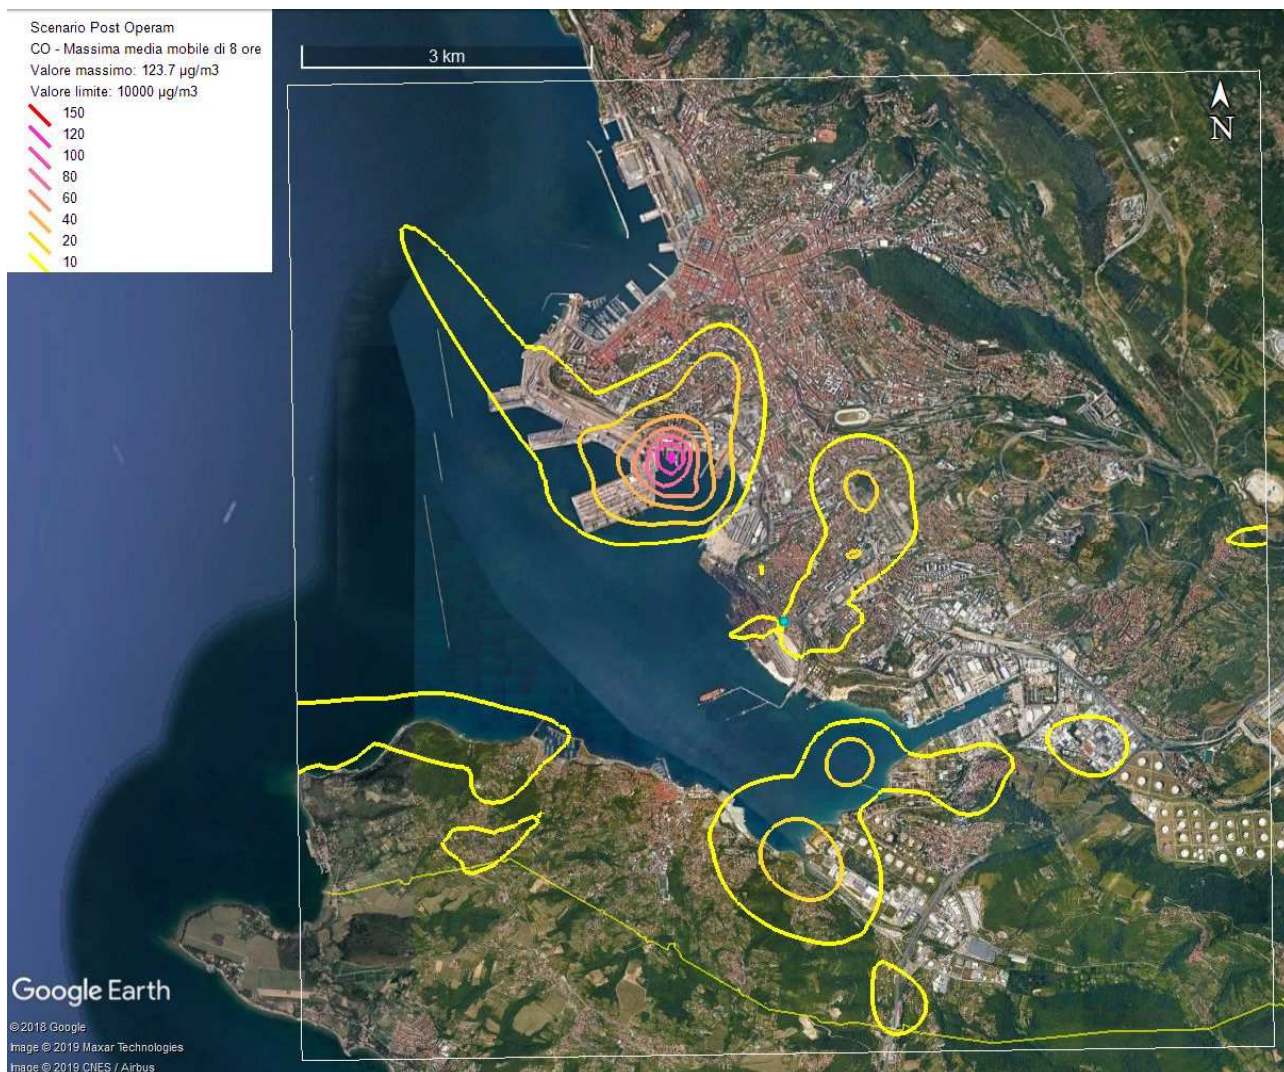 Scenario Post Operam
CO - Massima media mobile di 8 ore
Valore massimo: 123.7 µg/m3
Valore limite: 10000 µg/m3
150
120
100
80
60
40
20
10
3 km
N
Google Earth
© 2018 Google
Image © 2019 Maxar Technologies
Image © 2019 CNES / Airbus